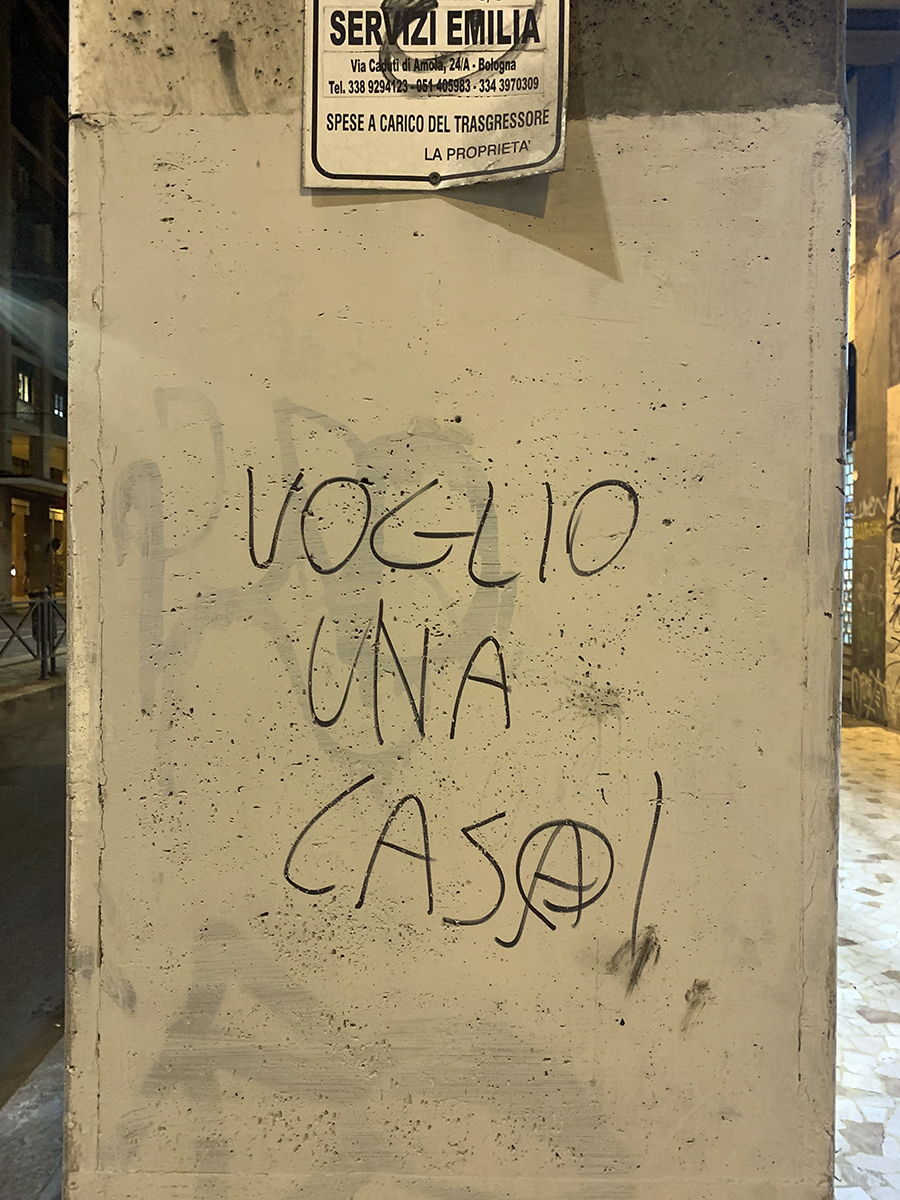 SERVIZI EMILIA
Via Caduti di Amola, 24/A - Bologna
Tel. 338 9294123 - 051 405983 - 334 3970309
SPESE A CARICO DEL TRASGRESSORE
LA PROPRIETA'
VOGLIO
UNA
CASA!